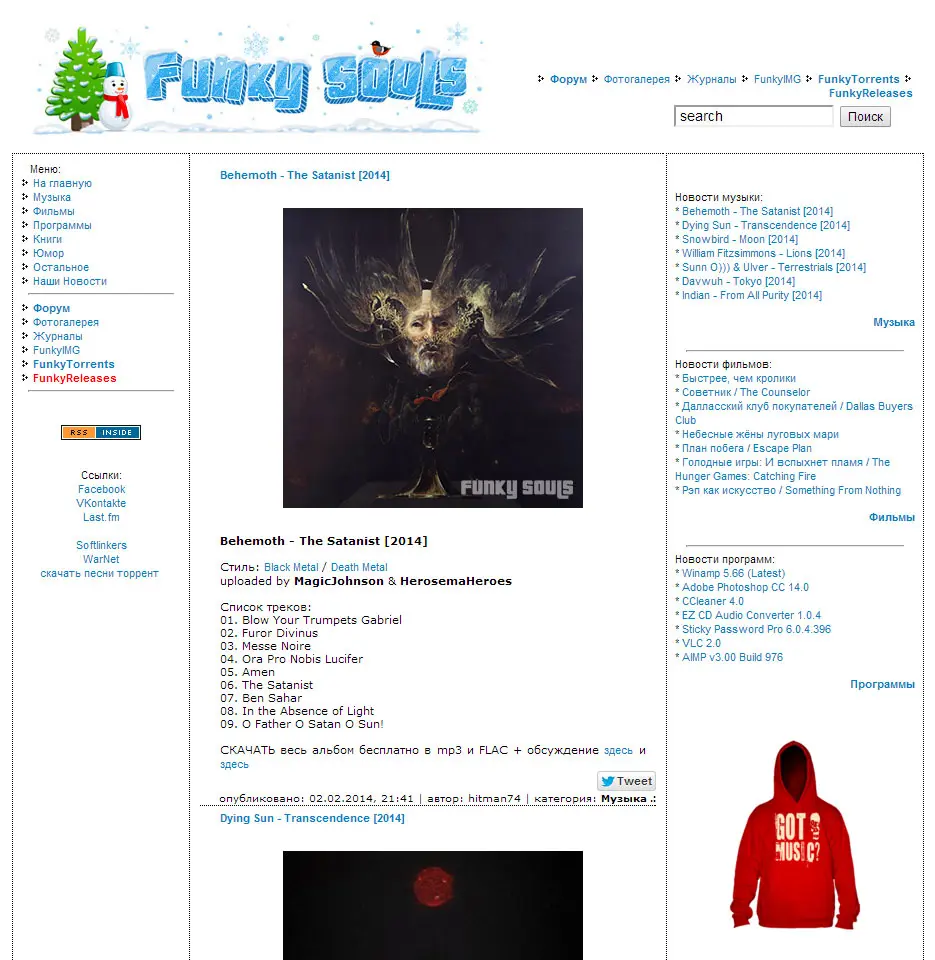 Funky Souls
Форум Фотогалерея Журналы FunkyIMG FunkyTorrents
FunkyReleases
search Поиск
Меню:
На главную
Музыка
Фильмы
Программы
Книги
Юмор
Остальное
Наши Новости
Форум
Фотогалерея
Журналы
FunkyIMG
FunkyTorrents
FunkyReleases
RSS INSIDE
Ссылки:
Facebook
VKontakte
Last.fm
Softlinkers
WarNet
скачать песни торрент
Behemoth - The Satanist [2014]
FUNKY SOULS
Behemoth - The Satanist [2014]
Стиль: Black Metal / Death Metal
uploaded by MagicJohnson & HerosemaHeroes
Список треков:
01. Blow Your Trumpets Gabriel
02. Furor Divinus
03. Messe Noire
04. Ora Pro Nobis Lucifer
05. Amen
06. The Satanist
07. Ben Sahar
08. In the Absence of Light
09. O Father O Satan O Sun!
СКАЧАТЬ весь альбом бесплатно в mp3 и FLAC + обсуждение здесь и
здесь
Tweet
опубликовано: 02.02.2014, 21:41 | автор: hitman74 | категория: Музыка .:
Dying Sun - Transcendence [2014]
Новости музыки:
* Behemoth - The Satanist [2014]
* Dying Sun - Transcendence [2014]
* Snowbird - Moon [2014]
* William Fitzsimmons - Lions [2014]
* Sunn O))) & Ulver - Terrestrials [2014]
* Davwuh - Tokyo [2014]
* Indian - From All Purity [2014]
Музыка
Новости фильмов:
* Быстрее, чем кролики
* Советник / The Counselor
* Далласский клуб покупателей / Dallas Buyers
Club
* Небесные жёны луговых мари
* План побега / Escape Plan
* Голодные игры: И вспыхнет пламя / The
Hunger Games: Catching Fire
* Рэп как искусство / Something From Nothing
Фильмы
Новости программ:
* Winamp 5.66 (Latest)
* Adobe Photoshop CC 14.0
* CCleaner 4.0
* EZ CD Audio Converter 1.0.4
* Sticky Password Pro 6.0.4.396
* VLC 2.0
* AIMP v3.00 Build 976
Программы
GOT
MUSIC?